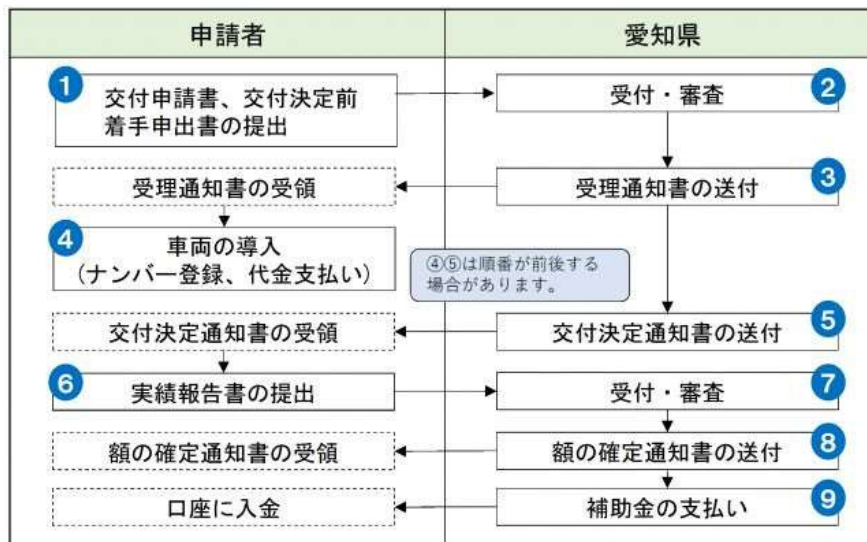 申請者
愛知県
1
交付申請書、交付決定前
着手申出書の提出
受付・審査
2
受理通知書の受領
受理通知書の送付
3
4
車両の導入
(ナンバー登録、代金支払い)
④⑤は順番が前後する
場合があります。
交付決定通知書の受領
交付決定通知書の送付
5
6
実績報告書の提出
受付・審査
7
額の確定通知書の受領
額の確定通知書の送付
8
口座に入金
補助金の支払い
9